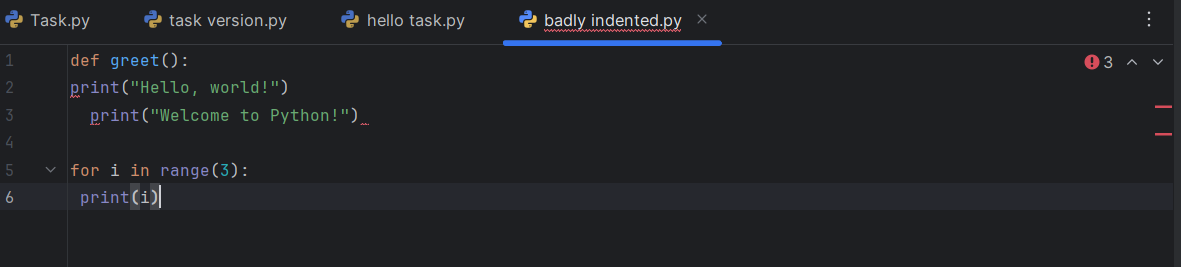 Task.py task version.py hello task.py badly indented.py
3
1 def greet():
2 print("Hello, world!")
3   print("Welcome to Python!")
4
5 for i in range(3):
6  print(i)